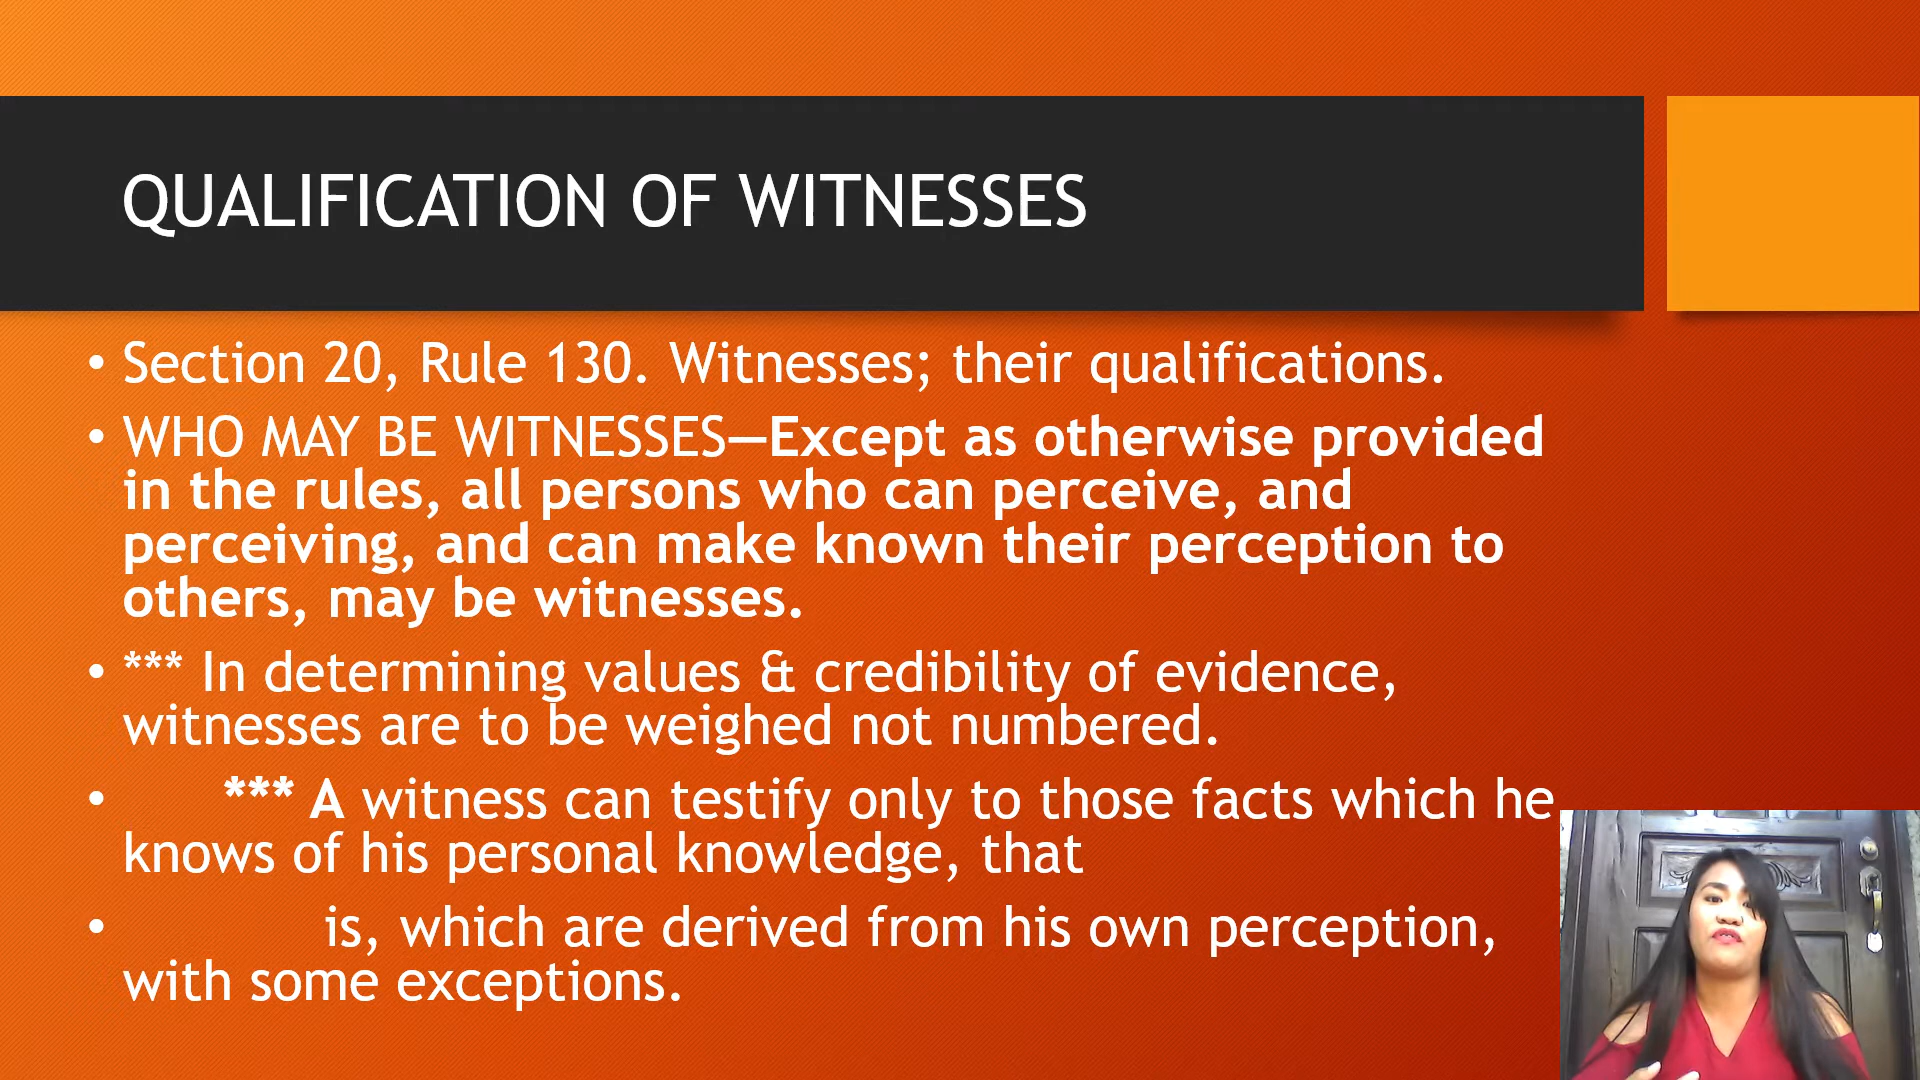 QUALIFICATION OF WITNESSES
• Section 20, Rule 130. Witnesses; their qualifications.
• WHO MAY BE WITNESSES—Except as otherwise provided
in the rules, all persons who can perceive, and
perceiving, and can make known their perception to
others, may be witnesses.
• *** In determining values & credibility of evidence,
witnesses are to be weighed not numbered.
• *** A witness can testify only to those facts which he
knows of his personal knowledge, that
• is, which are derived from his own perception,
with some exceptions.